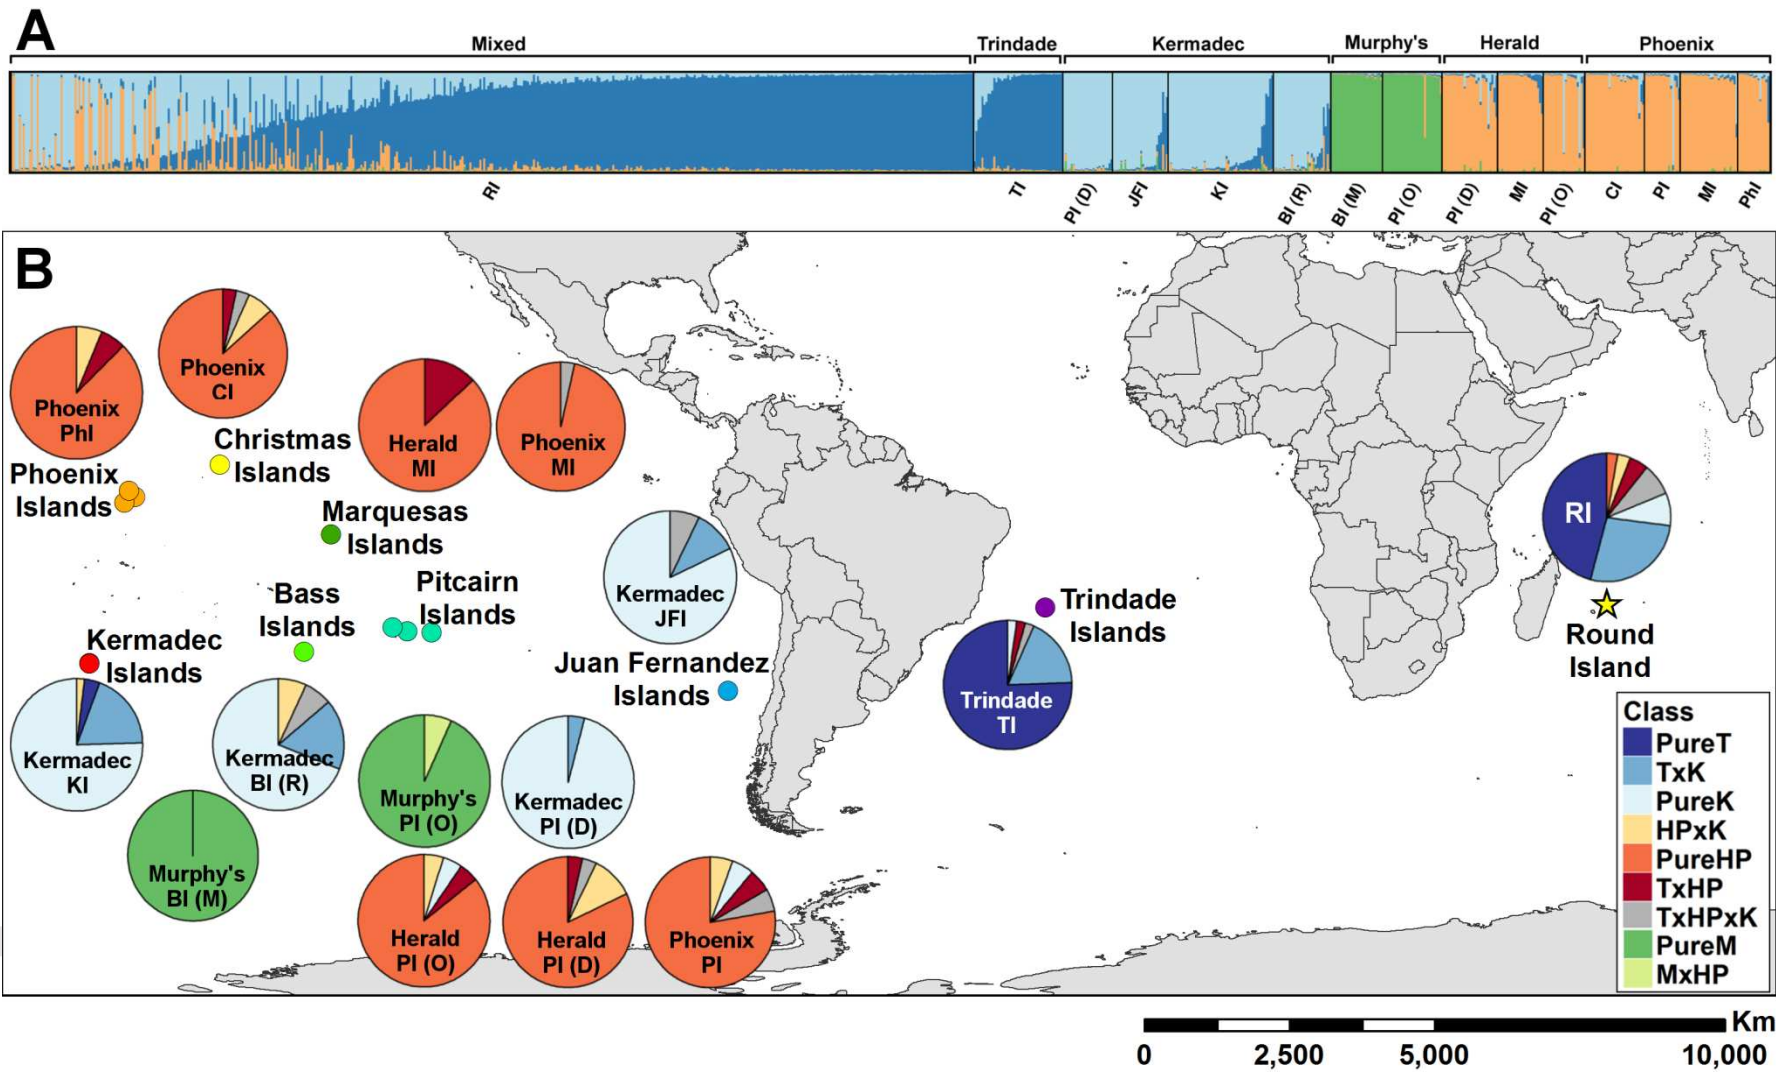 A
Mixed
Trindade
Kermadec
Murphy's
Herald
Phoenix
RI
TI
PI (D)
JFI
KI
BI (R)
BI (M)
PI (O)
PI (D)
MI
PI (O)
CI
PI
MI
PhI
B
Phoenix
PhI
Phoenix
CI
Herald
MI
Phoenix
MI
Christmas
Islands
Phoenix
Islands
Marquesas
Islands
Pitcairn
Islands
Bass
Islands
Kermadec
Islands
Kermadec
JFI
Juan Fernandez
Islands
Trindade
Islands
Trindade
TI
RI
Round
Island
Kermadec
KI
Kermadec
BI (R)
Murphy's
PI (O)
Kermadec
PI (D)
Murphy's
BI (M)
Herald
PI (O)
Herald
PI (D)
Phoenix
PI
Class
PureT
TxK
PureK
HPxK
PureHP
TxHP
TxHPxK
PureM
MxHP
Km
0
2,500
5,000
10,000